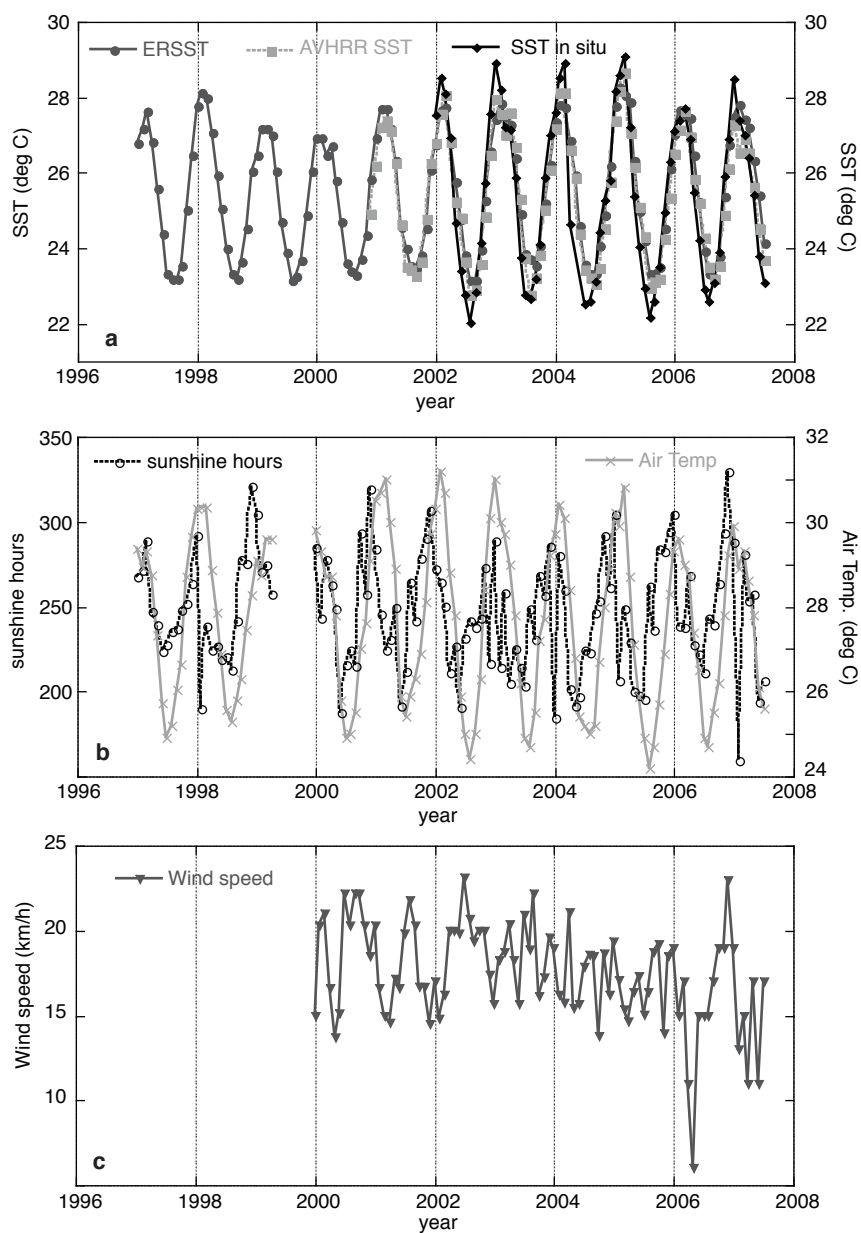 30
30
ERSST
AVHRR SST
SST in situ
28
28
SST (deg C)
26
26
SST (deg C)
24
24
22
22
a
1996
1998
2000
2002
2004
2006
2008
year
350
32
sunshine hours
Air Temp
300
30
sunshine hours
250
28
Air Temp. (deg C)
200
26
b
24
1996
1998
2000
2002
2004
2006
2008
year
25
Wind speed
20
Wind speed (km/h)
15
10
c
1996
1998
2000
2002
2004
2006
2008
year